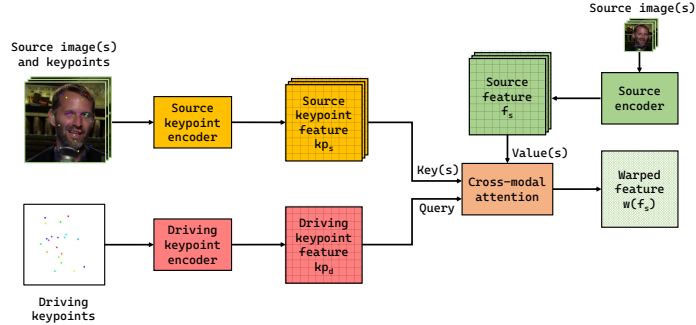 Source image(s)
Source image(s)
and keypoints
Source
keypoint
encoder
Source
keypoint
feature
kps
Source
feature
fs
Source
encoder
Key(s)
Value(s)
Cross-modal
attention
Warped
feature
w(fs)
Query
Driving
keypoint
encoder
Driving
keypoint
feature
kpd
Driving
keypoints